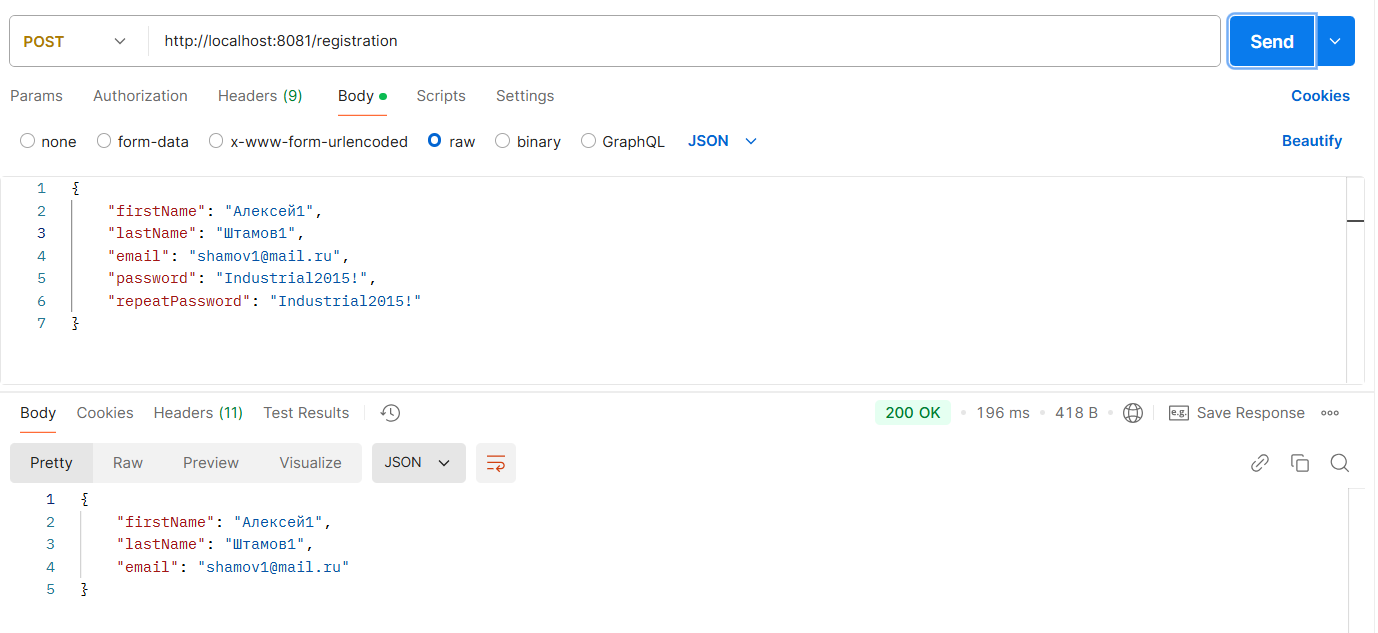 POST http://localhost:8081/registration Send
Params Authorization Headers (9) Body Scripts Settings Cookies
none form-data x-www-form-urlencoded raw binary GraphQL JSON Beautify
1 {
2 "firstName": "Алексей1",
3 "lastName": "Штамов1",
4 "email": "shamov1@mail.ru",
5 "password": "Industrial2015!",
6 "repeatPassword": "Industrial2015!"
7 }
Body Cookies Headers (11) Test Results 200 OK • 196 ms • 418 B • e.g. Save Response
Pretty Raw Preview Visualize JSON
1 {
2 "firstName": "Алексей1",
3 "lastName": "Штамов1",
4 "email": "shamov1@mail.ru"
5 }